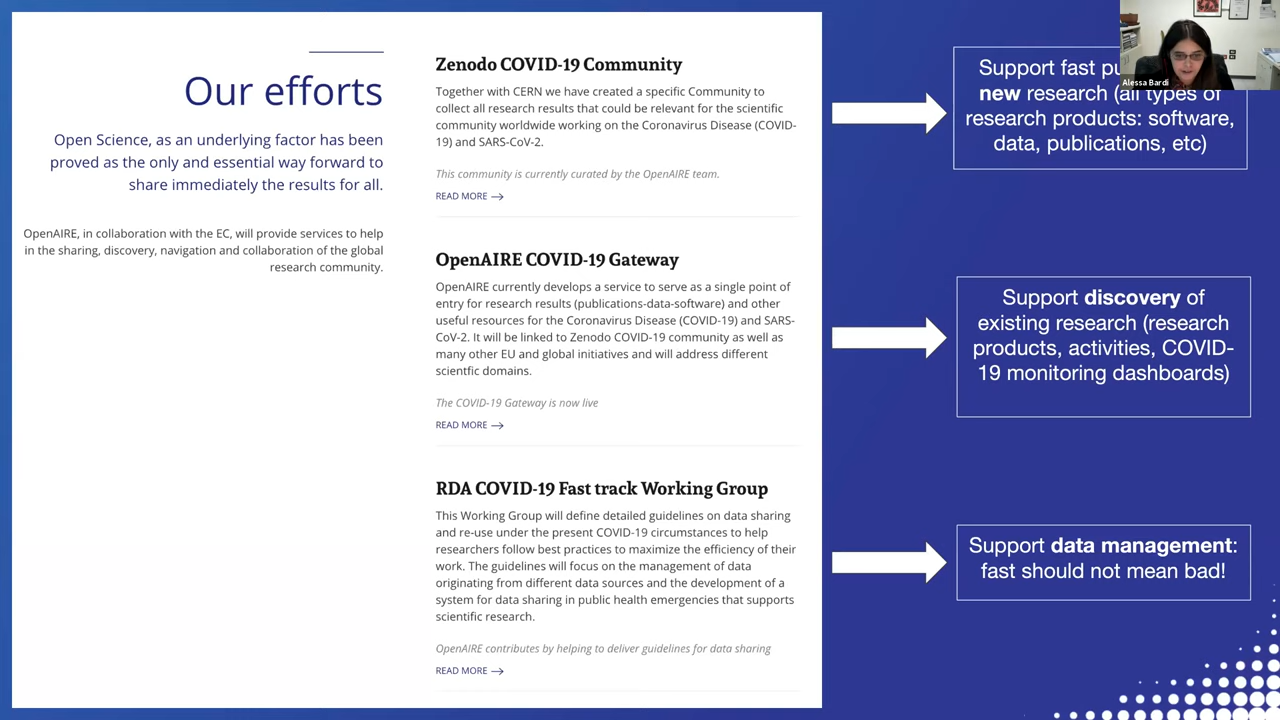 Our efforts
Open Science, as an underlying factor has been
proved as the only and essential way forward to
share immediately the results for all.
OpenAIRE, in collaboration with the EC, will provide services to help
in the sharing, discovery, navigation and collaboration of the global
research community.
Zenodo COVID-19 Community
Together with CERN we have created a specific Community to
collect all research results that could be relevant for the scientific
community worldwide working on the Coronavirus Disease (COVID-
19) and SARS-CoV-2.
This community is currently curated by the OpenAIRE team.
READ MORE →
OpenAIRE COVID-19 Gateway
OpenAIRE currently develops a service to serve as a single point of
entry for research results (publications-data-software) and other
useful resources for the Coronavirus Disease (COVID-19) and SARS-
CoV-2. It will be linked to Zenodo COVID-19 community as well as
many other EU and global initiatives and will address different
scientfic domains.
The COVID-19 Gateway is now live
READ MORE →
RDA COVID-19 Fast track Working Group
This Working Group will define detailed guidelines on data sharing
and re-use under the present COVID-19 circumstances to help
researchers follow best practices to maximize the efficiency of their
work. The guidelines will focus on the management of data
originating from different data sources and the development of a
system for data sharing in public health emergencies that supports
scientific research.
OpenAIRE contributes by helping to deliver guidelines for data sharing
READ MORE →
Support fast
new research (all types of
research products: software,
data, publications, etc)
Support discovery of
existing research (research
products, activities, COVID-
19 monitoring dashboards)
Support data management:
fast should not mean bad!
Alessa Bardi